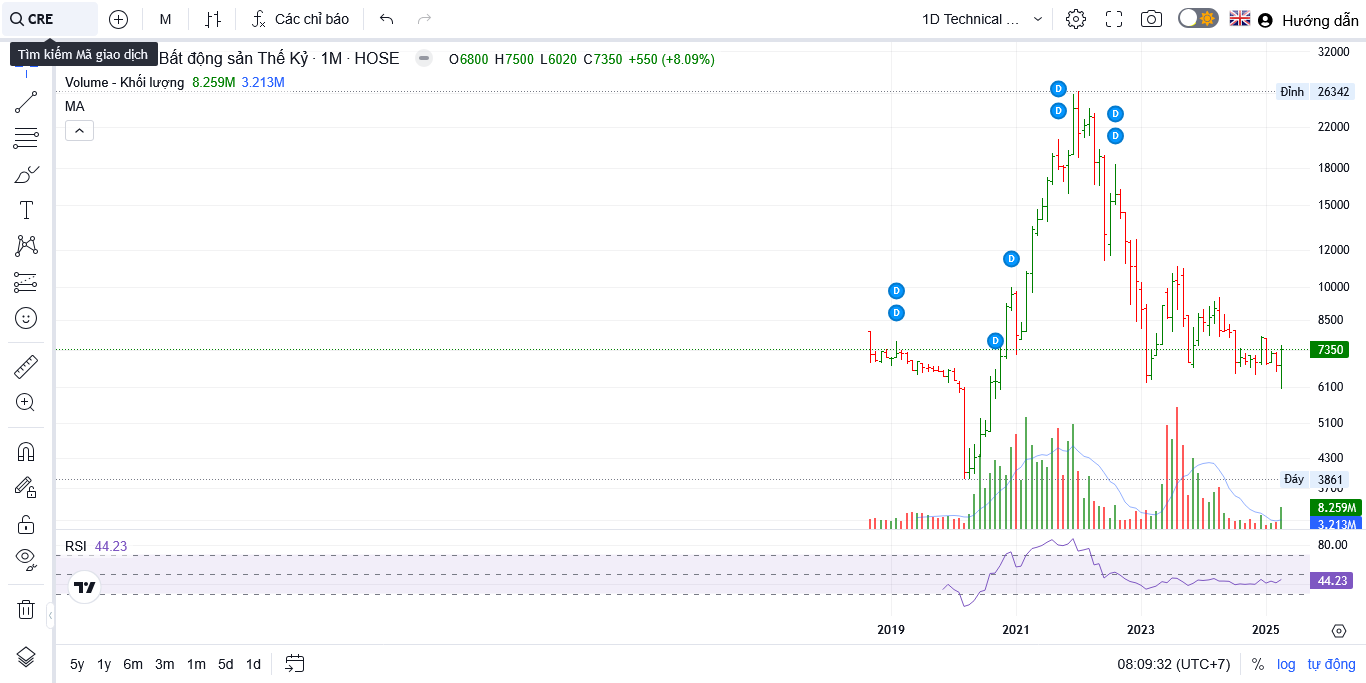 CRE
M
Các chỉ báo
1D Technical ...
Hướng dẫn
Tìm kiếm Mã giao dịch
Bất động sản Thế Kỷ · 1M · HOSE
O6800 H7500 L6020 C7350 +550 (+8.09%)
Volume - Khối lượng 8.259M 3.213M
MA
32000
Đỉnh 26342
22000
18000
15000
12000
10000
8500
7350
6100
5100
4300
Đáy 3861
3700
8.259M
3.213M
D
D
D
D
D
D
D
D
RSI 44.23
80.00
44.23
2019 2021 2023 2025
5y 1y 6m 3m 1m 5d 1d
08:09:32 (UTC+7)
% log tự động